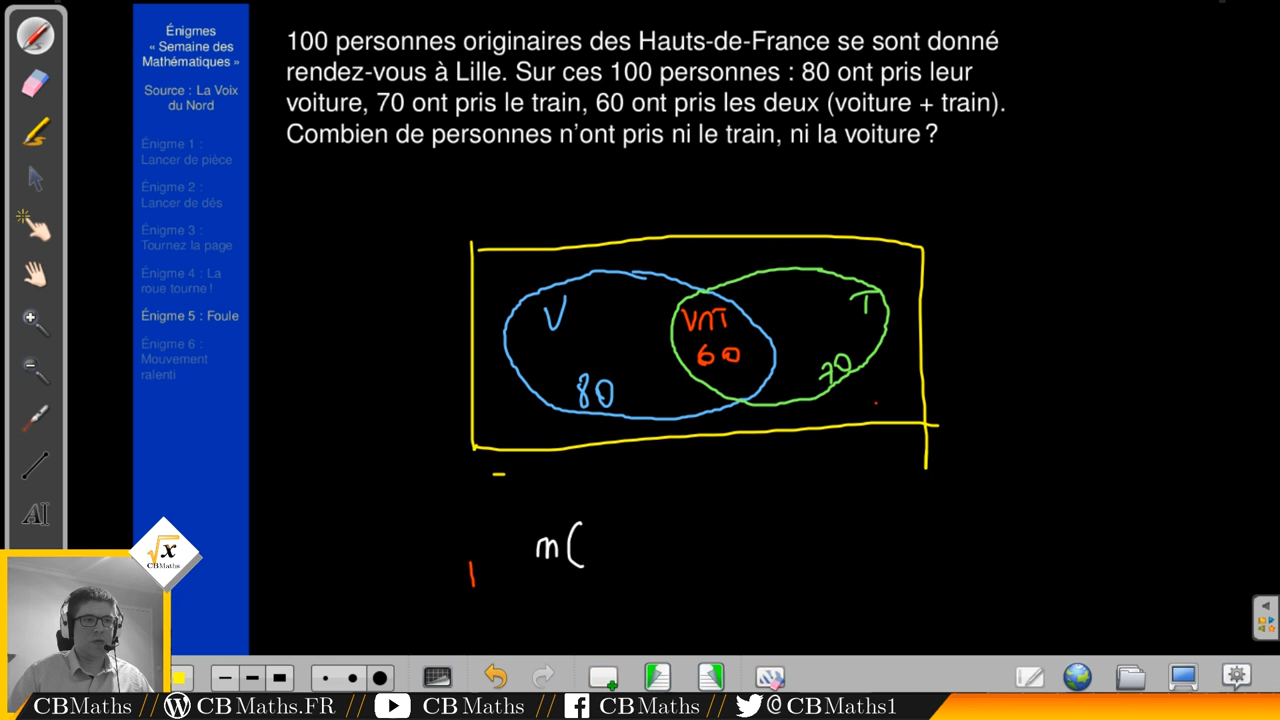 Énigmes
« Semaine des
Mathématiques »
Source : La Voix
du Nord
Énigme 1 :
Lancer de pièce
Énigme 2 :
Lancer de dés
Énigme 3 :
Tournez la page
Énigme 4 : La
roue tourne !
Énigme 5 : Foule
Énigme 6 :
Mouvement
ralenti
100 personnes originaires des Hauts-de-France se sont donné
rendez-vous à Lille. Sur ces 100 personnes : 80 ont pris leur
voiture, 70 ont pris le train, 60 ont pris les deux (voiture + train).
Combien de personnes n'ont pris ni le train, ni la voiture ?
V
V∩T
T
60
70
80
m(
AI
√x
CBMaths
CBMaths // CBMaths.FR // CBMaths // CBMaths // @CBMaths1